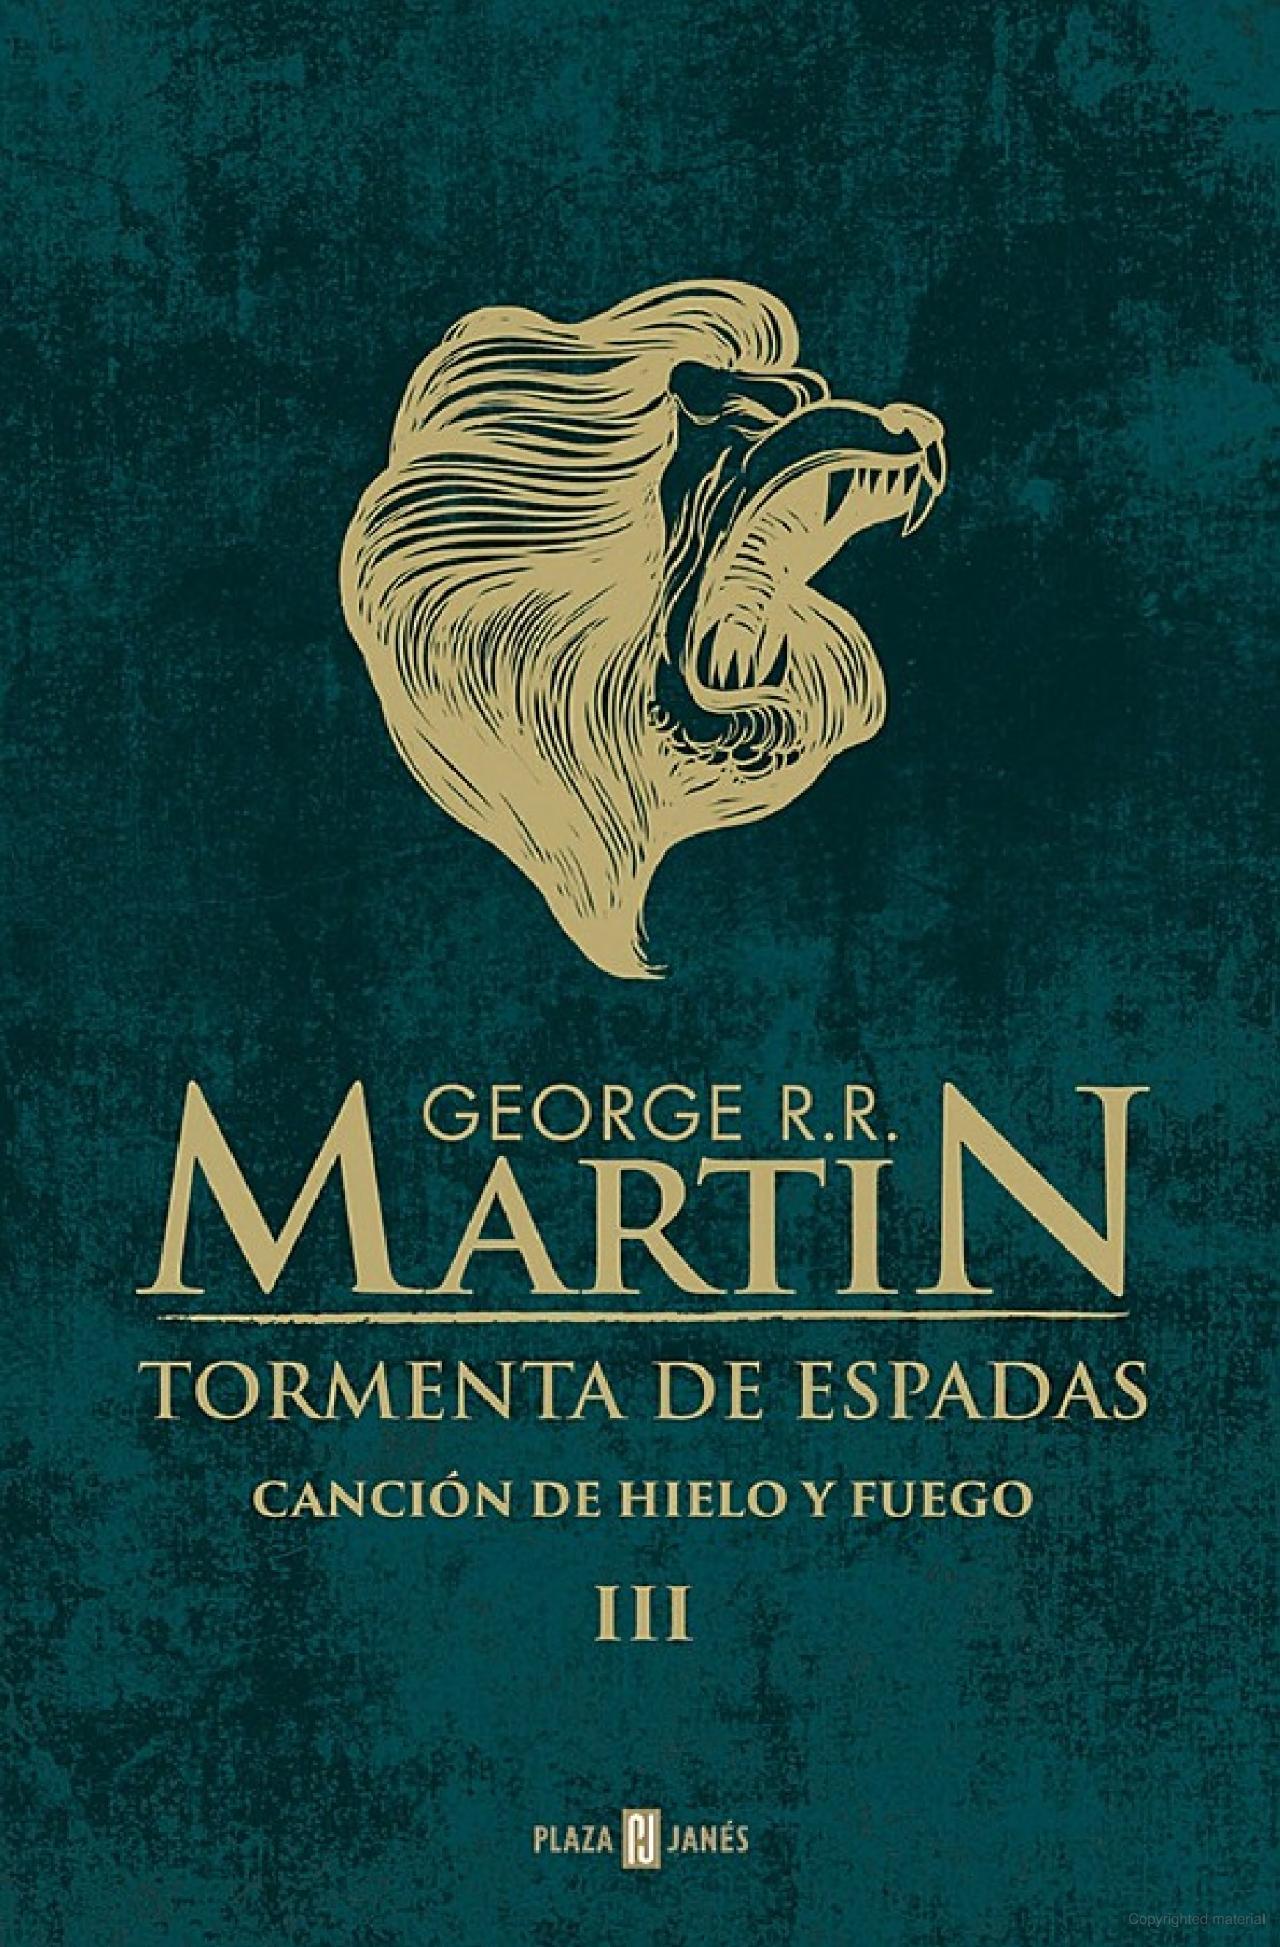 GEORGE R.R.
MARTIN
TORMENTA DE ESPADAS
CANCIÓN DE HIELO Y FUEGO
III
PLAZA PJ JANÉS
Copyrighted material